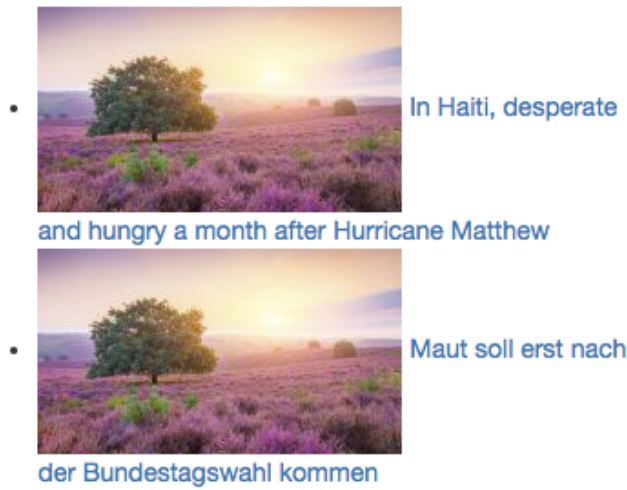 In Haiti, desperate
and hungry a month after Hurricane Matthew
Maut soll erst nach
der Bundestagswahl kommen